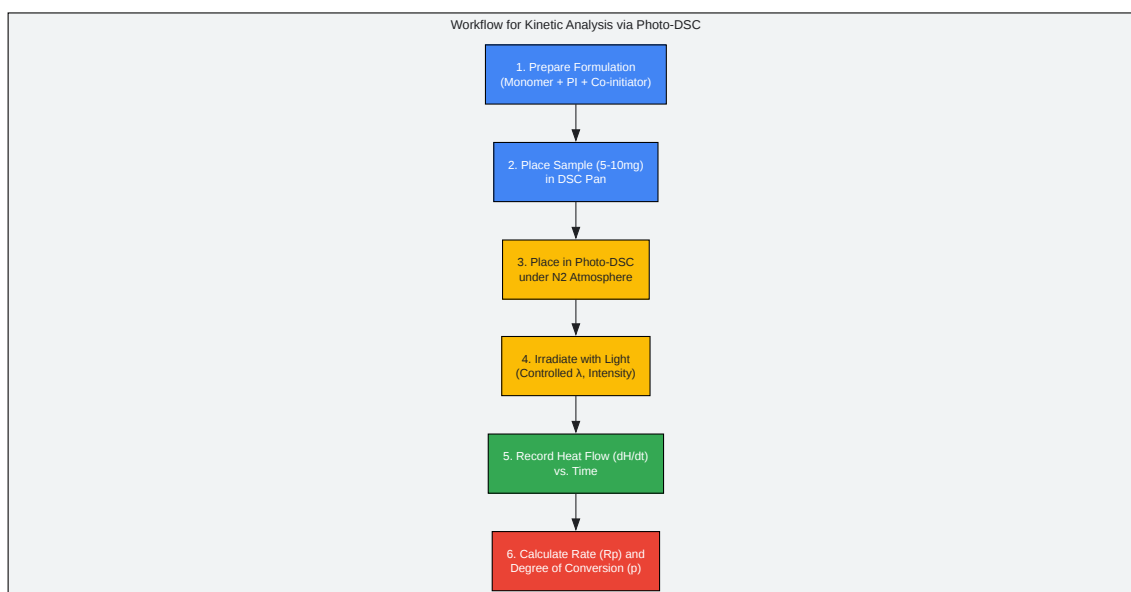 Workflow for Kinetic Analysis via Photo-DSC
1. Prepare Formulation
(Monomer + PI + Co-initiator)
2. Place Sample (5-10mg)
in DSC Pan
3. Place in Photo-DSC
under N2 Atmosphere
4. Irradiate with Light
(Controlled λ, Intensity)
5. Record Heat Flow (dH/dt)
vs. Time
6. Calculate Rate (Rp) and
Degree of Conversion (p)